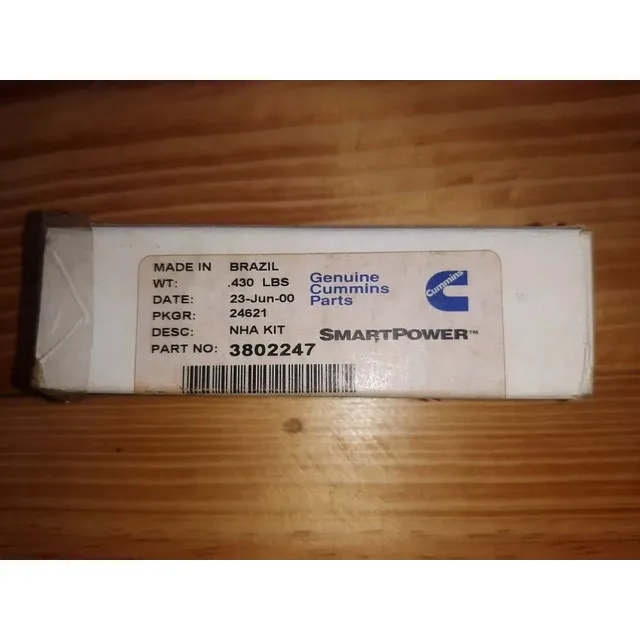 MADE IN BRAZIL
WT: .430 LBS
DATE: 23-Jun-00
PKGR: 24621
DESC: NHA KIT
PART NO: 3802247
Genuine
Cummins
Parts
Cummins
SMARTPOWER™